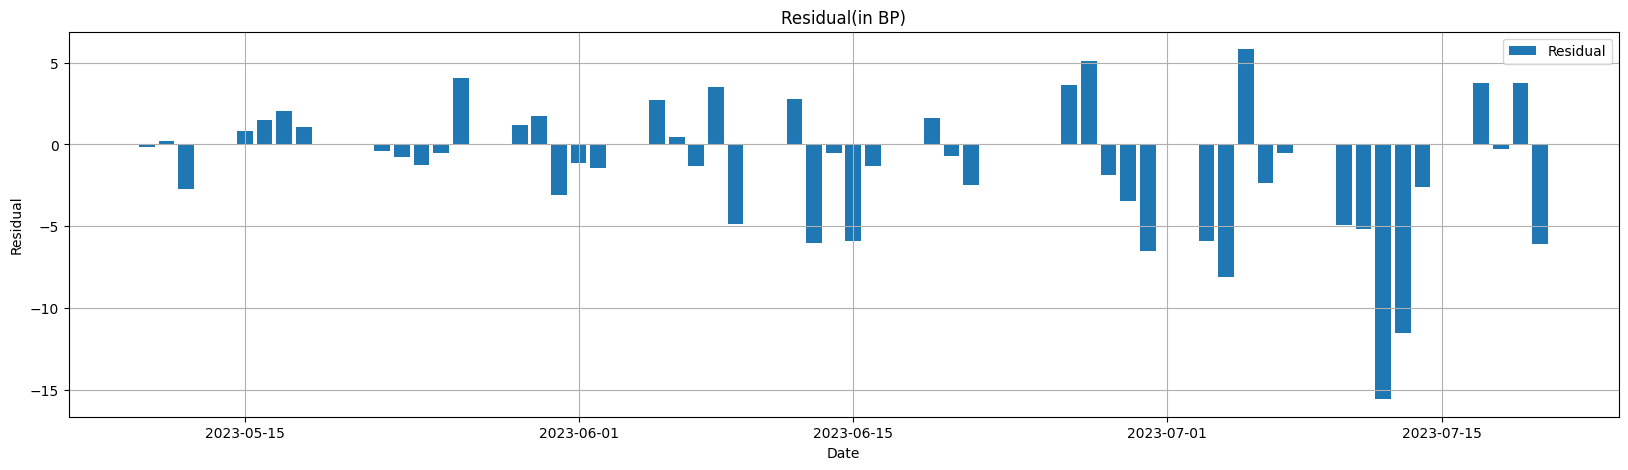 Residual(in BP)
Residual
5
0
−5
−10
−15
Residual
2023-05-15
2023-06-01
2023-06-15
2023-07-01
2023-07-15
Date